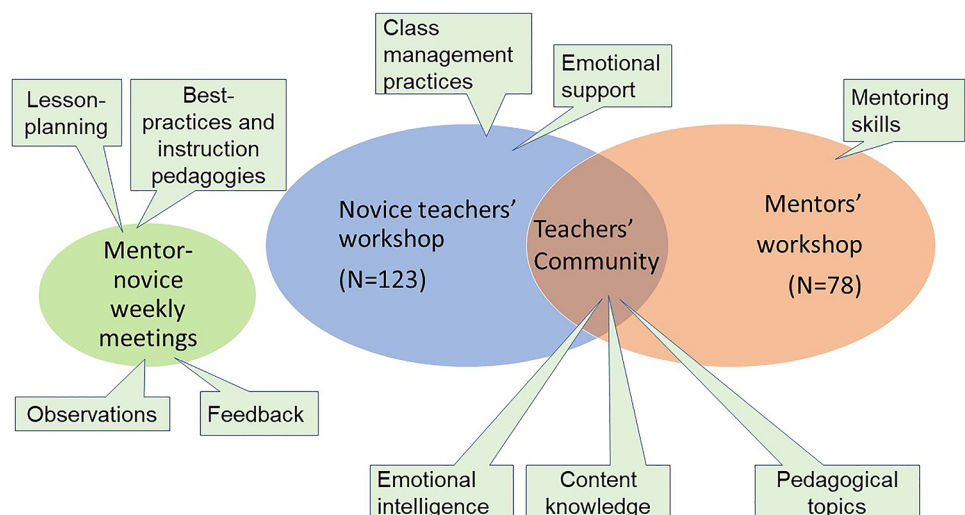 Class
management
practices
Emotional
support
Lesson-
planning
Best-
practices and
instruction
pedagogies
Mentoring
skills
Novice teachers’
workshop
(N=123)
Teachers’
Community
Mentors’
workshop
(N=78)
Mentor-
novice
weekly
meetings
Observations
Feedback
Emotional
intelligence
Content
knowledge
Pedagogical
topics